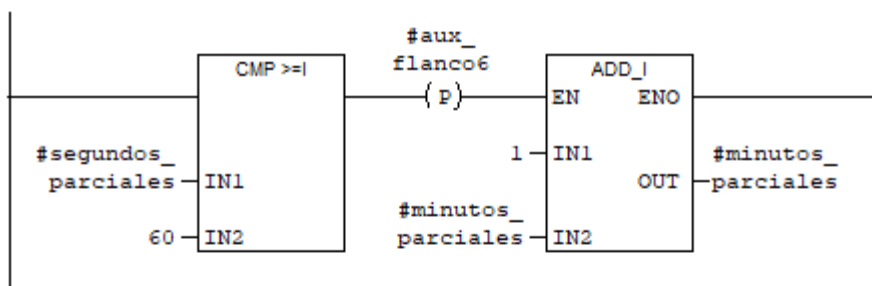 #aux_
flanco6
CMP >=I
ADD_I
P
EN ENO
#segundos_
parciales
IN1
1
IN1
#minutos_
parciales
OUT
60
IN2
#minutos_
parciales
IN2